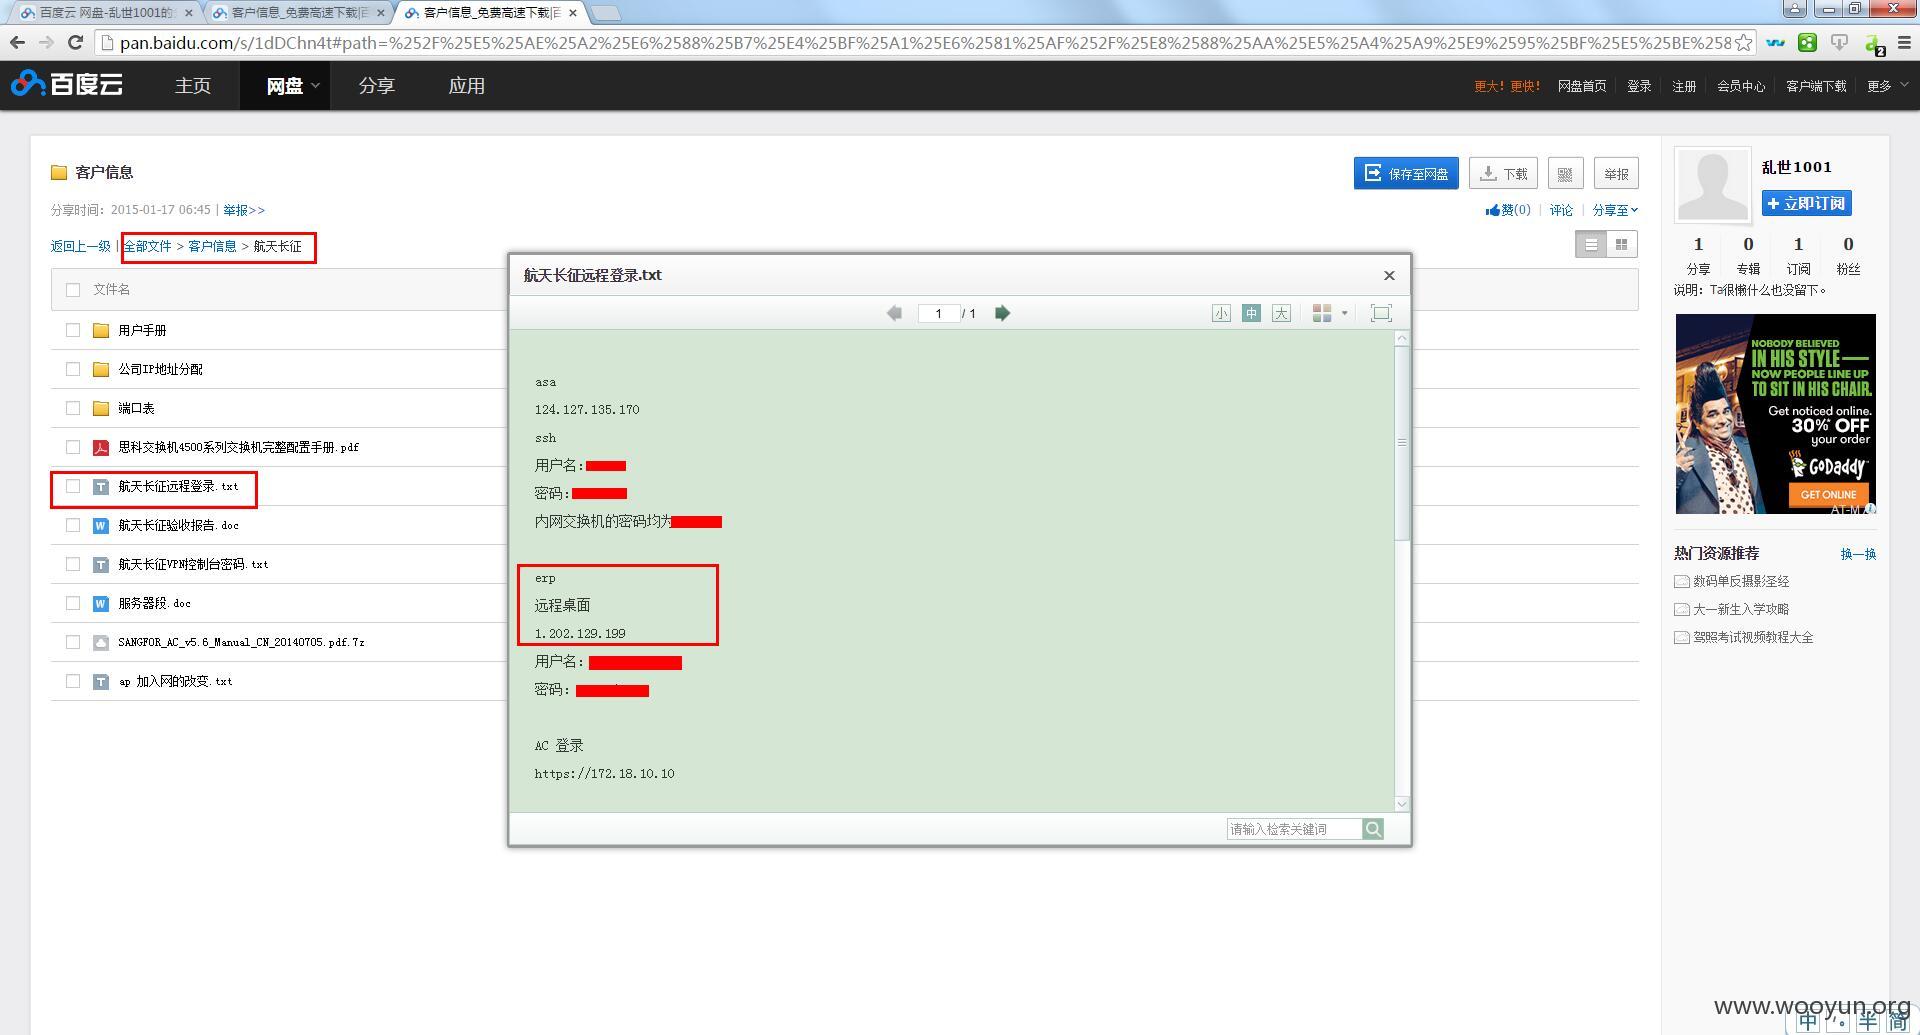 百度云 网盘-乱世1001的
客户信息_免费高速下载|百
客户信息_免费高速下载|百
pan.baidu.com/s/1dDChn4t#path=%252F%25E5%25AE%25A2%25E6%2588%25B7%25E4%25BF%25A1%25E6%2581%25AF%252F%25E8%2588%25AA%25E5%25A4%25A9%25E9%2595%25BF%25E5%25BE%258
2
百度云
主页
网盘
分享
应用
更大! 更快!
网盘首页
登录
注册
会员中心
客户端下载
更多
客户信息
保存至网盘
下载
举报
分享时间: 2015-01-17 06:45 | 举报>>
赞(0) | 评论 | 分享至
返回上一级 | 全部文件 > 客户信息 > 航天长征
文件名
用户手册
公司IP地址分配
端口表
思科交换机4500系列交换机完整配置手册.pdf
航天长征远程登录.txt
航天长征验收报告.doc
航天长征VPN控制台密码.txt
服务器段.doc
SANGFOR_AC_v5.6_Manual_CN_20140705.pdf.7z
ap 加入网的改变.txt
航天长征远程登录.txt
1 / 1
小 中 大
asa
124.127.135.170
ssh
用户名:
密码:
内网交换机的密码均为
erp
远程桌面
1.202.129.199
用户名:
密码:
AC 登录
https://172.18.10.10
请输入检索关键词
乱世1001
+ 立即订阅
1 0 1 0
分享 专辑 订阅 粉丝
说明: Ta很懒什么也没留下。
NOBODY BELIEVED
IN HIS STYLE—
NOW PEOPLE LINE UP
TO SIT IN HIS CHAIR.
Get noticed online.
30%* OFF
your order
GoDaddy
GET ONLINE
热门资源推荐
换一换
数码单反摄影圣经
大一新生入学攻略
驾照考试视频教程大全
www.wooyun.org
中 半 简